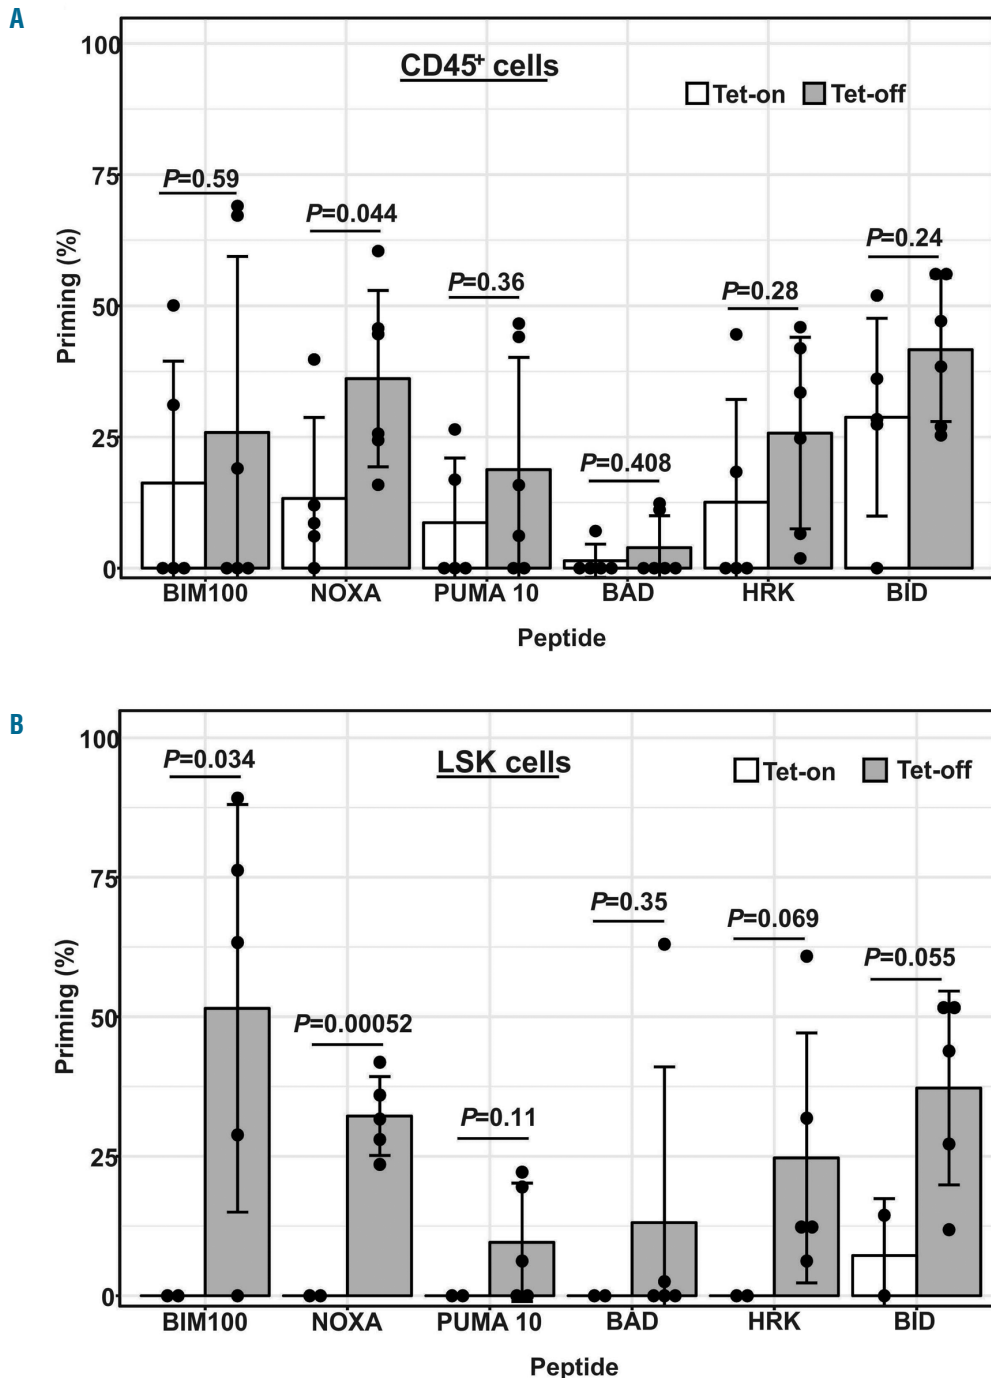 A
100
CD45+ cells
Tet-on Tet-off
75
P=0.59
P=0.044
P=0.24
P=0.36
P=0.28
Priming (%)
50
25
P=0.408
0
BIM100 NOXA PUMA 10 BAD HRK BID
Peptide
B
100
P=0.034
LSK cells
Tet-on Tet-off
75
P=0.35
P=0.069
P=0.055
Priming (%)
50
P=0.00052
P=0.11
25
0
BIM100 NOXA PUMA 10 BAD HRK BID
Peptide